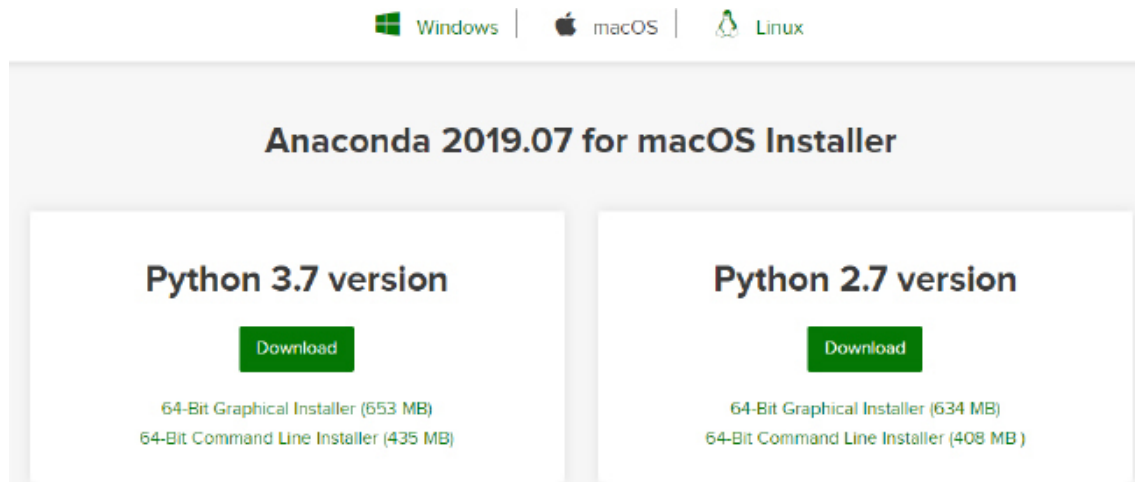 Windows | macOS | Linux
Anaconda 2019.07 for macOS Installer
Python 3.7 version
Download
64-Bit Graphical Installer (653 MB)
64-Bit Command Line Installer (435 MB)
Python 2.7 version
Download
64-Bit Graphical Installer (634 MB)
64-Bit Command Line Installer (408 MB )